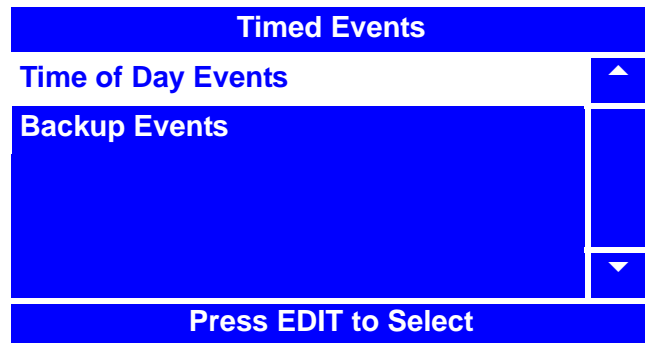 Timed Events
Time of Day Events
Backup Events
Press EDIT to Select